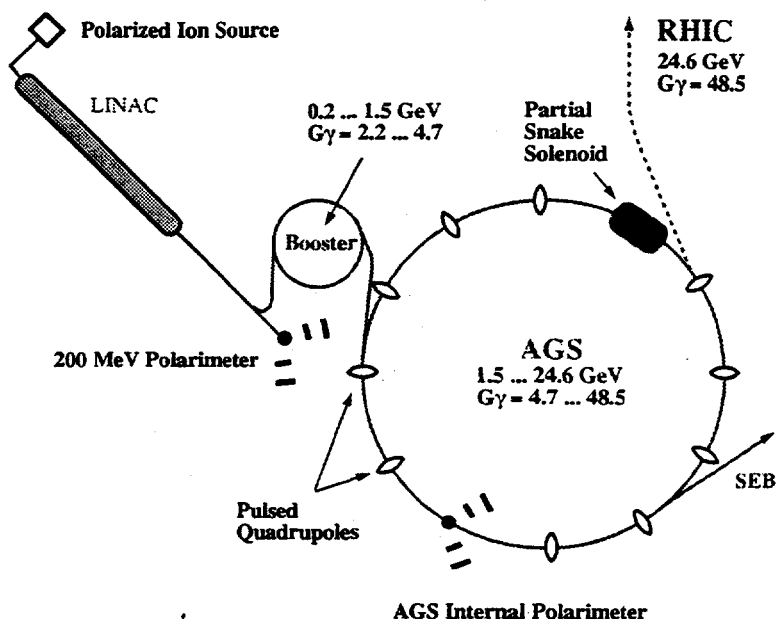 Polarized Ion Source
RHIC
24.6 GeV
Gγ = 48.5
LINAC
0.2 ... 1.5 GeV
Gγ = 2.2 ... 4.7
Partial
Snake
Solenoid
Booster
200 MeV Polarimeter
AGS
1.5 ... 24.6 GeV
Gγ = 4.7 ... 48.5
SEB
Pulsed
Quadrupoles
AGS Internal Polarimeter